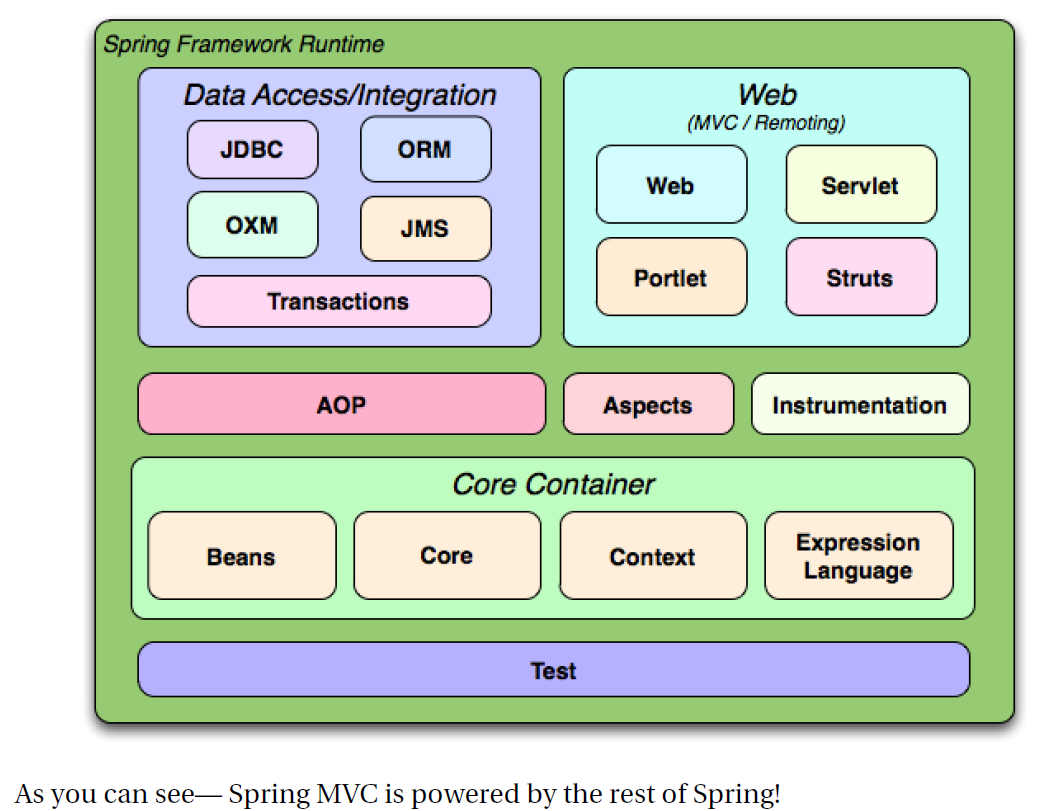 Spring Framework Runtime
Data Access/Integration
JDBC
ORM
OXM
JMS
Transactions
Web
(MVC / Remoting)
Web
Servlet
Portlet
Struts
AOP
Aspects
Instrumentation
Core Container
Beans
Core
Context
Expression
Language
Test
As you can see— Spring MVC is powered by the rest of Spring!